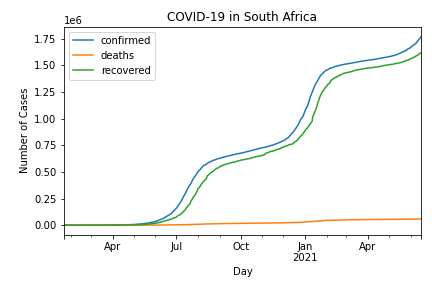 COVID-19 in South Africa
1e6
confirmed
deaths
recovered
Number of Cases
1.75
1.50
1.25
1.00
0.75
0.50
0.25
0.00
Apr
Jul
Oct
Jan
2021
Apr
Day